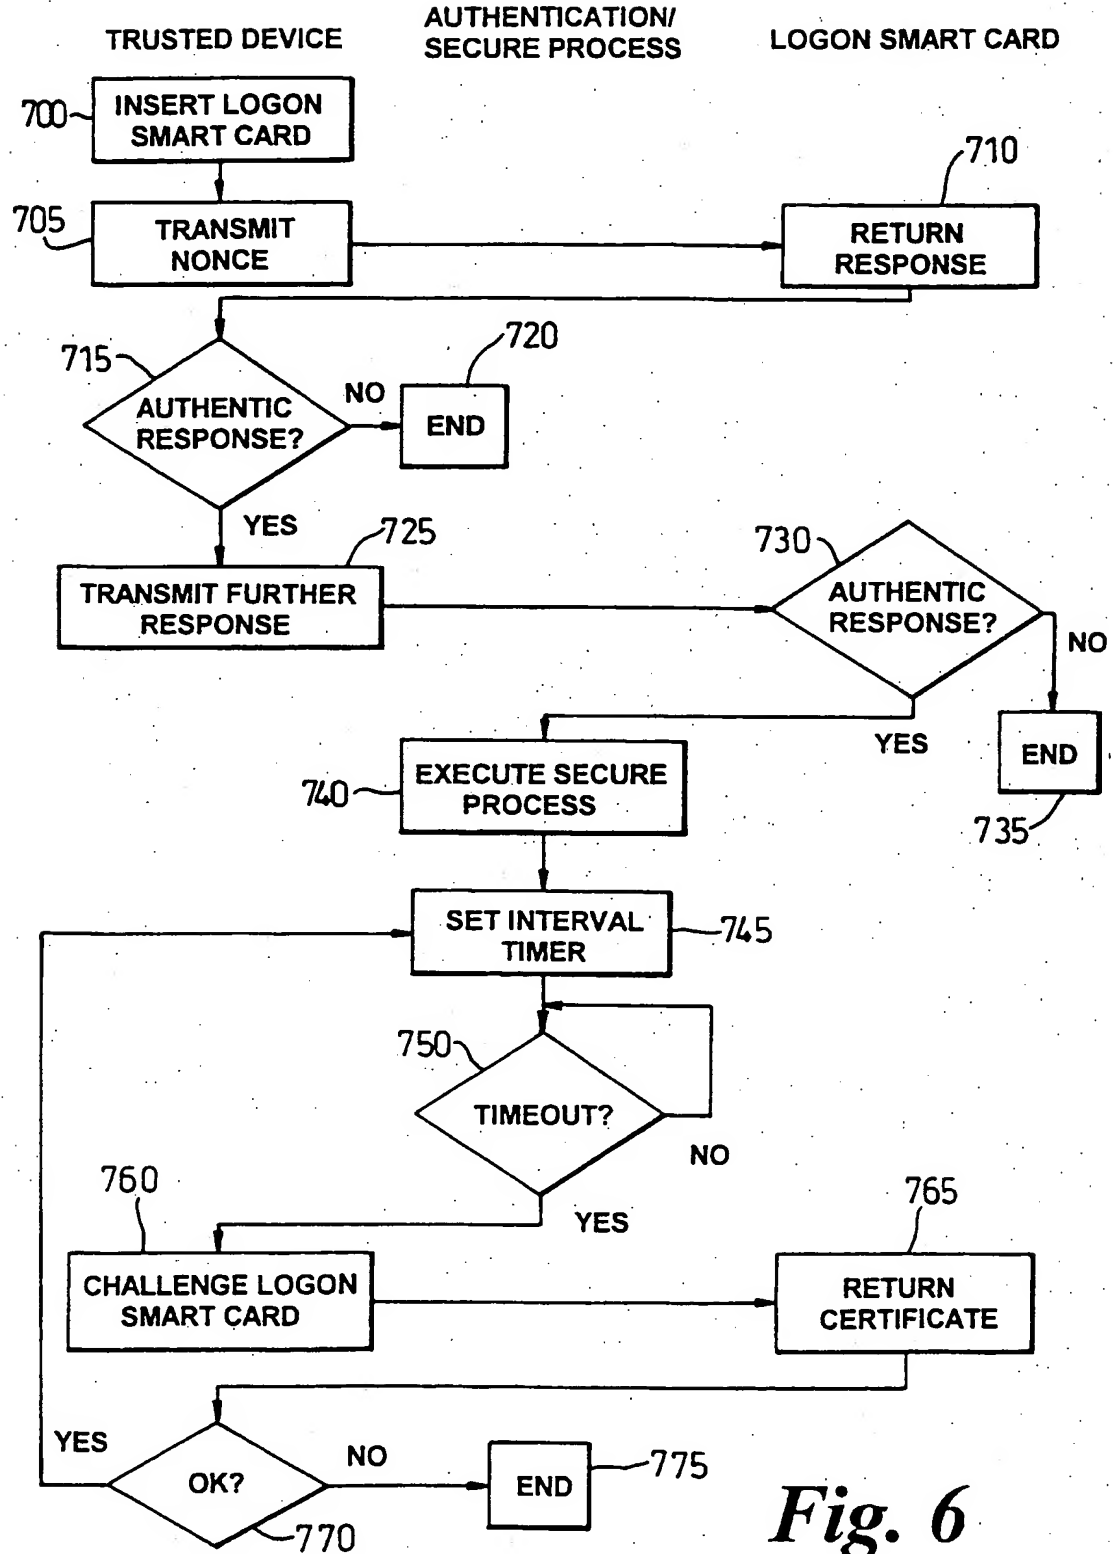 TRUSTED DEVICE
AUTHENTICATION/
SECURE PROCESS
LOGON SMART CARD
700
INSERT LOGON
SMART CARD
705
TRANSMIT
NONCE
710
RETURN
RESPONSE
715
AUTHENTIC
RESPONSE?
NO
720
END
YES
725
TRANSMIT FURTHER
RESPONSE
730
AUTHENTIC
RESPONSE?
NO
YES
END
735
740
EXECUTE SECURE
PROCESS
SET INTERVAL
TIMER
745
750
TIMEOUT?
NO
YES
760
CHALLENGE LOGON
SMART CARD
765
RETURN
CERTIFICATE
YES
OK?
NO
770
END
775
Fig. 6